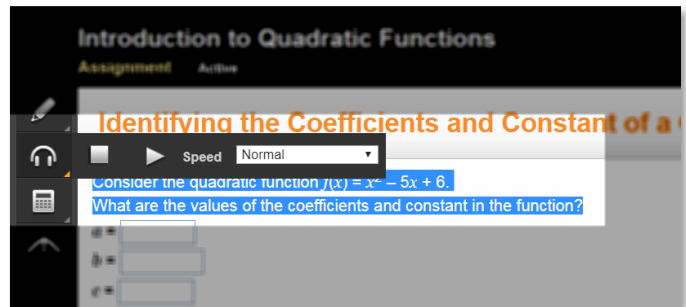 Introduction to Quadratic Functions
Assignment Active
Identifying the Coefficients and Constant of a
Speed Normal
Consider the quadratic function f(x) = x² – 5x + 6.
What are the values of the coefficients and constant in the function?
a =
b =
c =